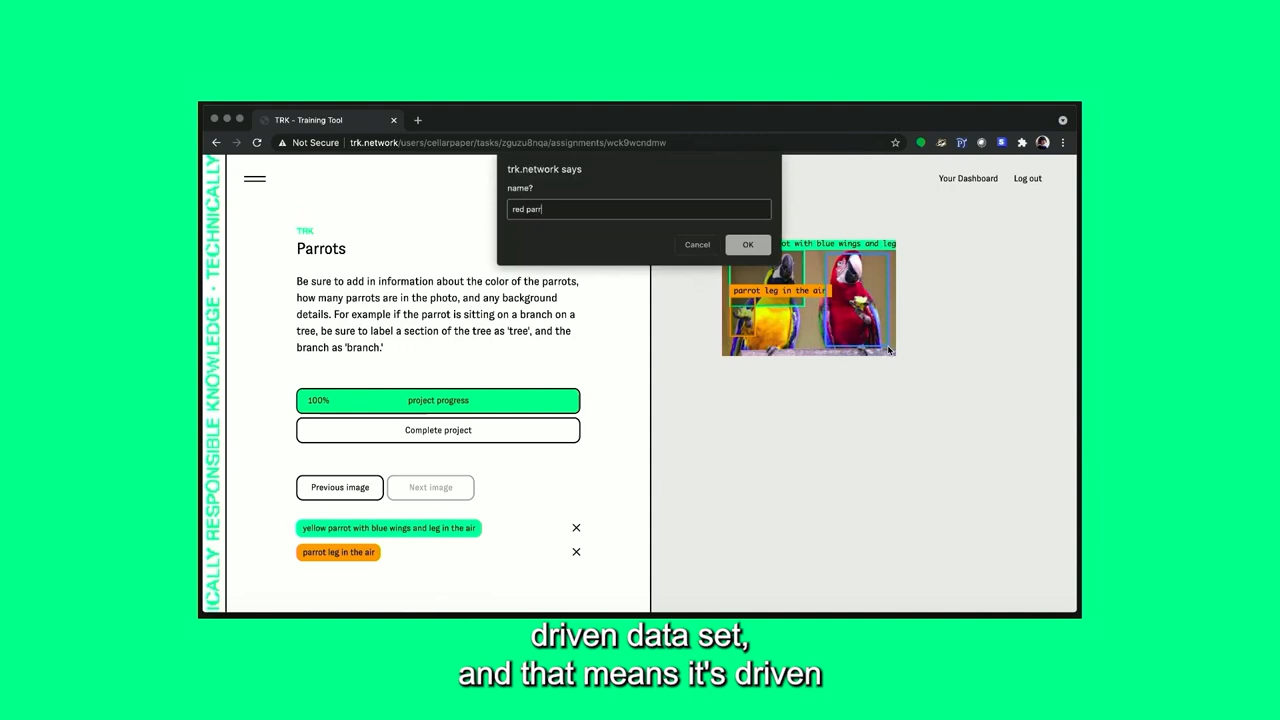 TRK - Training Tool
Not Secure
trk.network/users/cellarpaper/tasks/zguzu8nqa/assignments/wck9wcndmw
trk.network says
name?
red parr
Cancel
OK
Your Dashboard
Log out
ICALLY RESPONSIBLE KNOWLEDGE · TECHNICALLY
TRK
Parrots
Be sure to add in information about the color of the parrots,
how many parrots are in the photo, and any background
details. For example if the parrot is sitting on a branch on a
tree, be sure to label a section of the tree as 'tree', and the
branch as 'branch.'
100%
project progress
Complete project
Previous image
Next image
yellow parrot with blue wings and leg in the air
parrot leg in the air
ot with blue wings and leg
parrot leg in the air
driven data set,
and that means it's driven